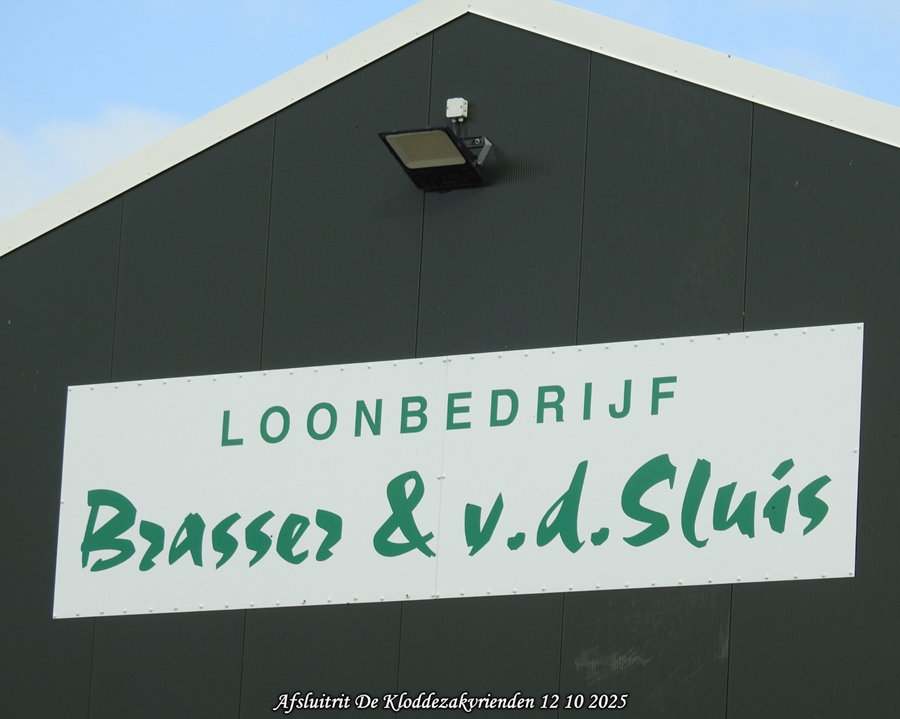 LOONBEDRIJF
Brasser & v.d.Sluis
Afsluitrit De Kloddezakvrienden 12 10 2025